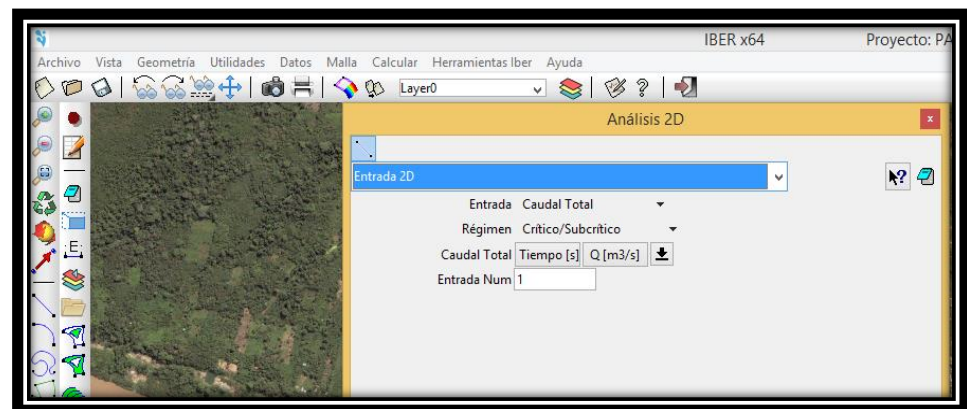 IBER x64 Proyecto: PA
Archivo Vista Geometría Utilidades Datos Malla Calcular Herramientas Iber Ayuda
Layer0
Análisis 2D
Entrada 2D
Entrada Caudal Total
Régimen Crítico/Subcrítico
Caudal Total Tiempo [s] Q [m3/s]
Entrada Num 1
E